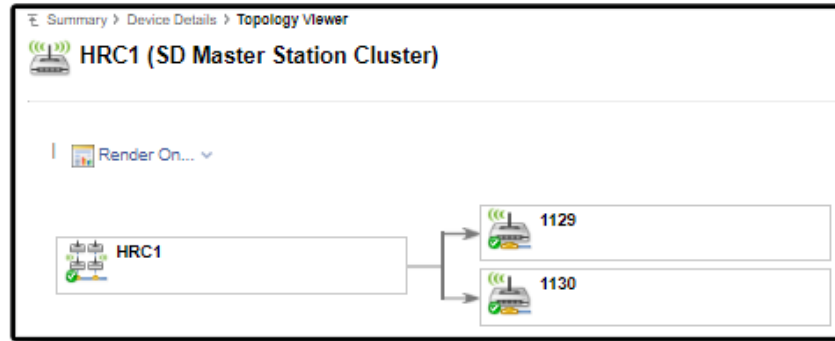 Summary > Device Details > Topology Viewer
HRC1 (SD Master Station Cluster)
Render On...
HRC1
1129
1130